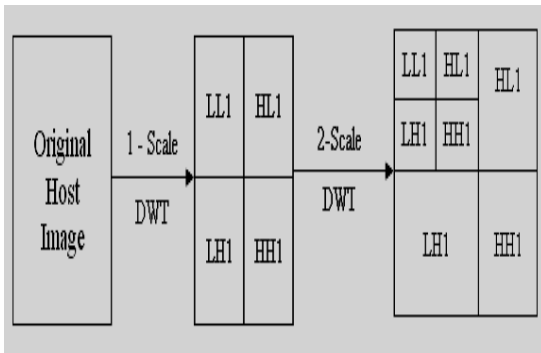 Original
Host
Image
1 - Scale
DWT
LL1 HL1
LH1 HH1
2-Scale
DWT
LL1 HL1
LH1 HH1
HL1
LH1 HH1